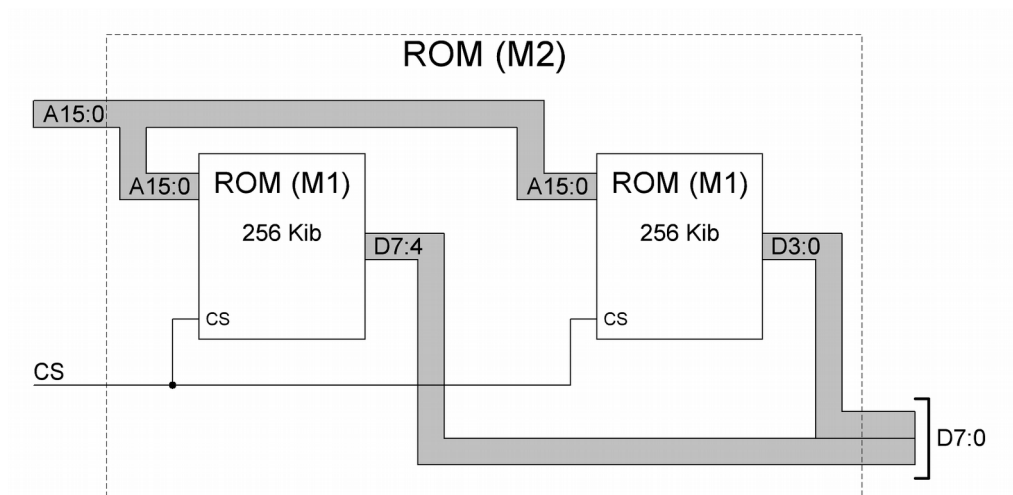 ROM (M2)
A15:0
A15:0
ROM (M1)
256 Kib
D7:4
CS
A15:0
ROM (M1)
256 Kib
D3:0
CS
CS
D7:0